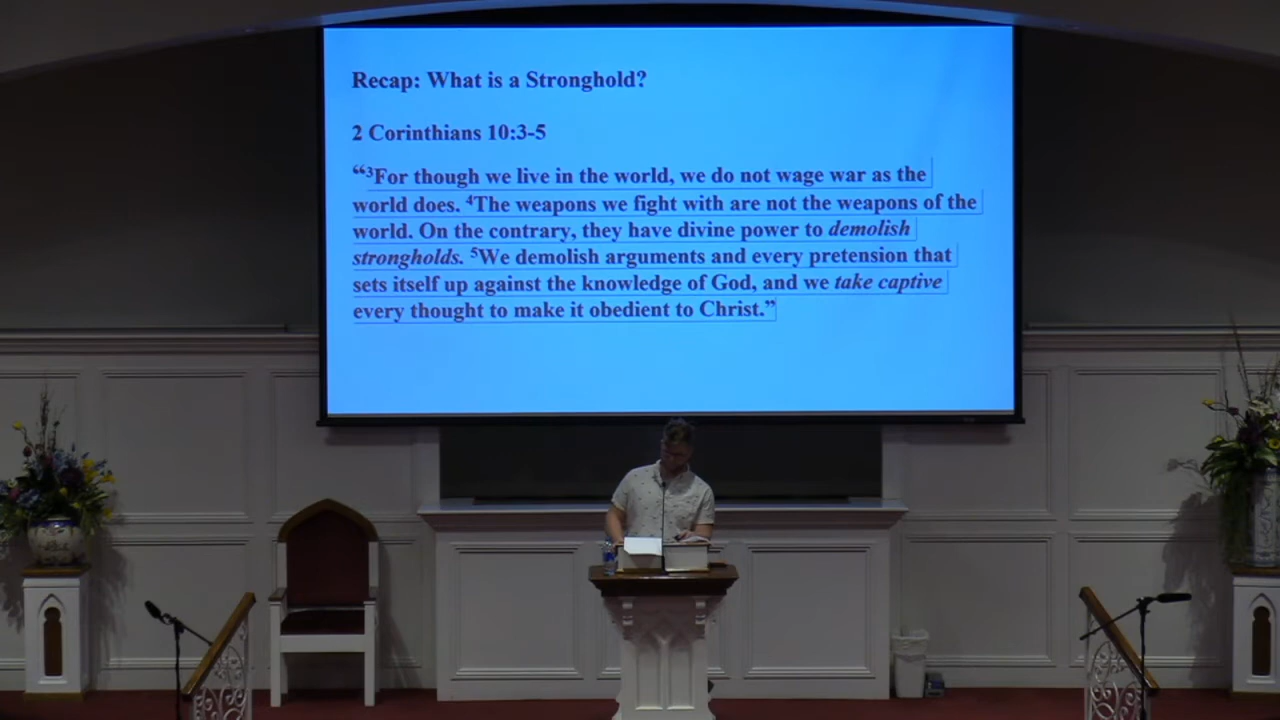 Recap: What is a Stronghold?
2 Corinthians 10:3-5
“³For though we live in the world, we do not wage war as the
world does. ⁴The weapons we fight with are not the weapons of the
world. On the contrary, they have divine power to demolish
strongholds. ⁵We demolish arguments and every pretension that
sets itself up against the knowledge of God, and we take captive
every thought to make it obedient to Christ.”